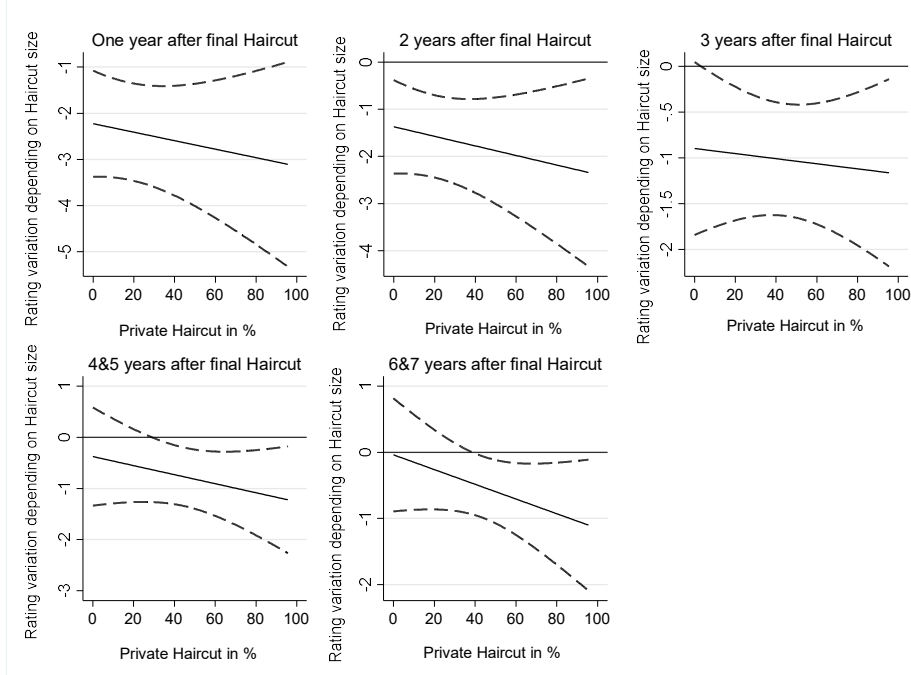 One year after final Haircut
Rating variation depending on Haircut size
-1
-2
-3
-4
-5
0 20 40 60 80 100
Private Haircut in %
2 years after final Haircut
Rating variation depending on Haircut size
0
-1
-2
-3
-4
0 20 40 60 80 100
Private Haircut in %
3 years after final Haircut
Rating variation depending on Haircut size
0
-.5
-1
-1.5
-2
0 20 40 60 80 100
Private Haircut in %
4&5 years after final Haircut
Rating variation depending on Haircut size
1
0
-1
-2
-3
0 20 40 60 80 100
Private Haircut in %
6&7 years after final Haircut
Rating variation depending on Haircut size
1
0
-1
-2
0 20 40 60 80 100
Private Haircut in %